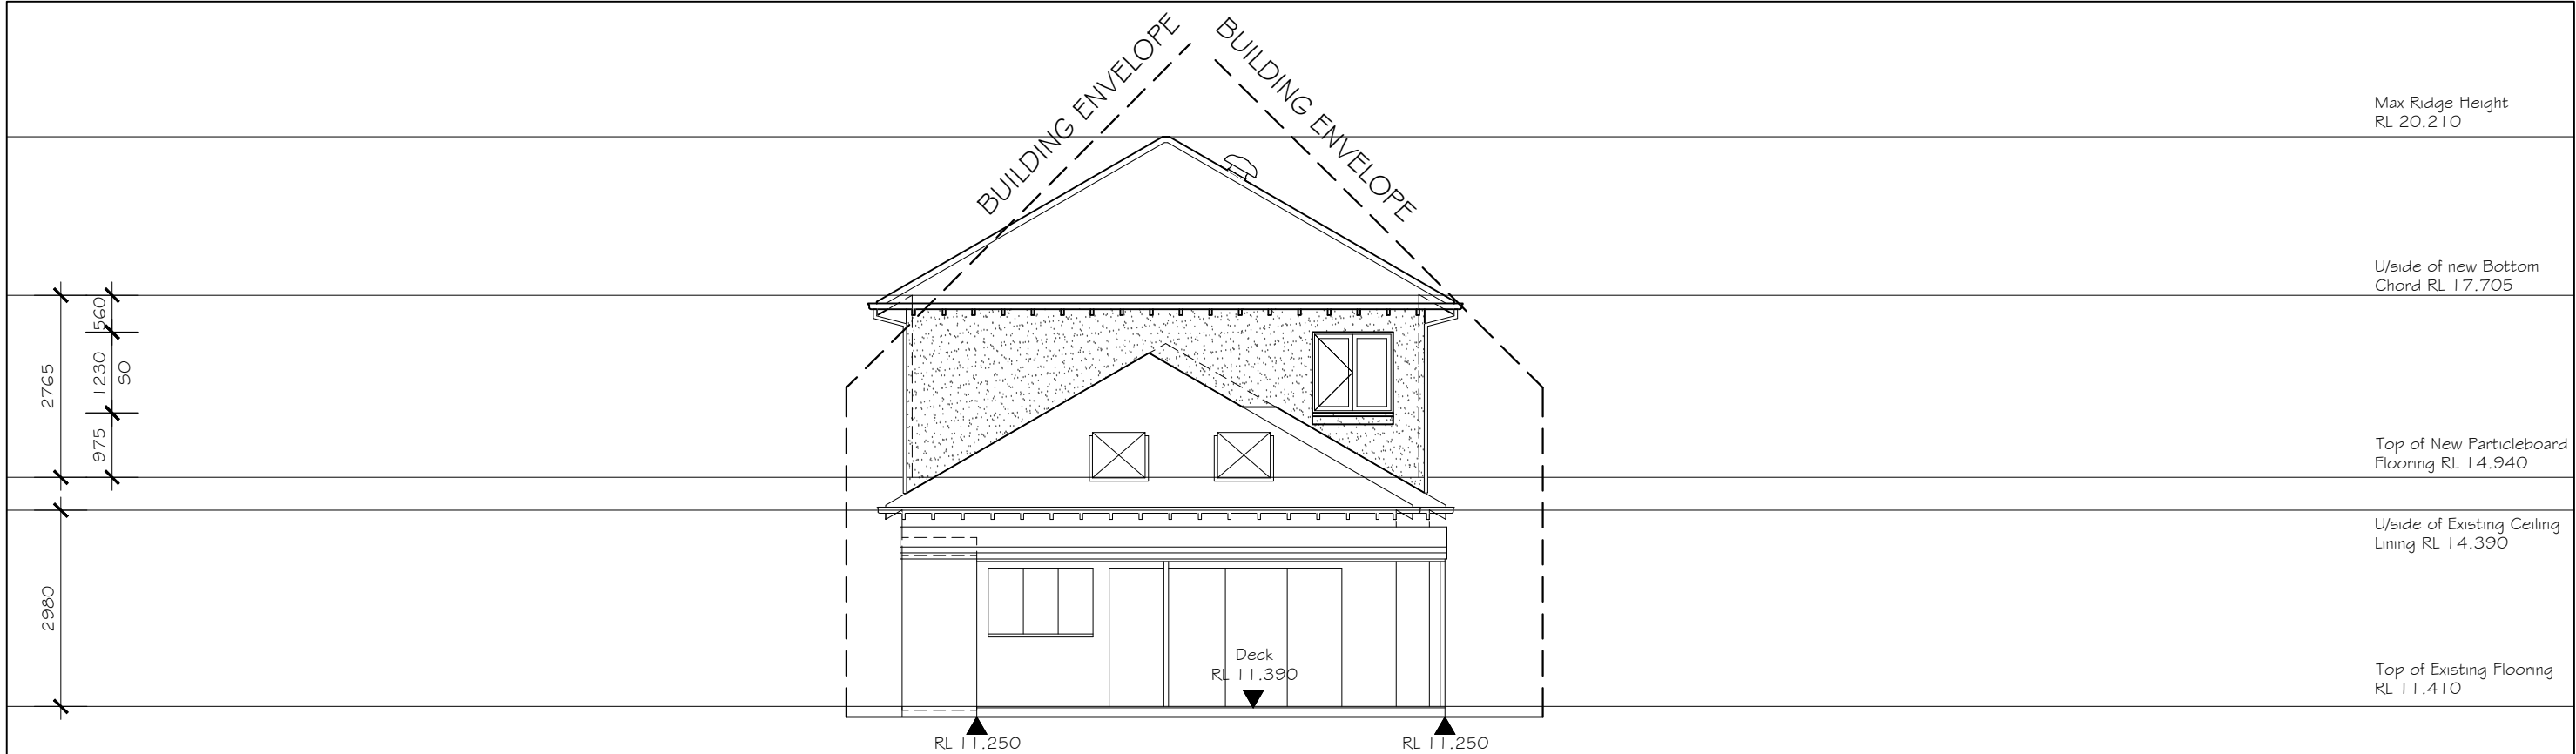 BUILDING ENVELOPE
BUILDING ENVELOPE
Max Ridge Height
RL 20.210
U/side of new Bottom
Chord RL 17.705
560
1230
50
2765
975
Top of New Particleboard
Flooring RL 14.940
U/side of Existing Ceiling
Lining RL 14.390
2980
Deck
RL 11.390
Top of Existing Flooring
RL 11.410
RL 11.250
RL 11.250